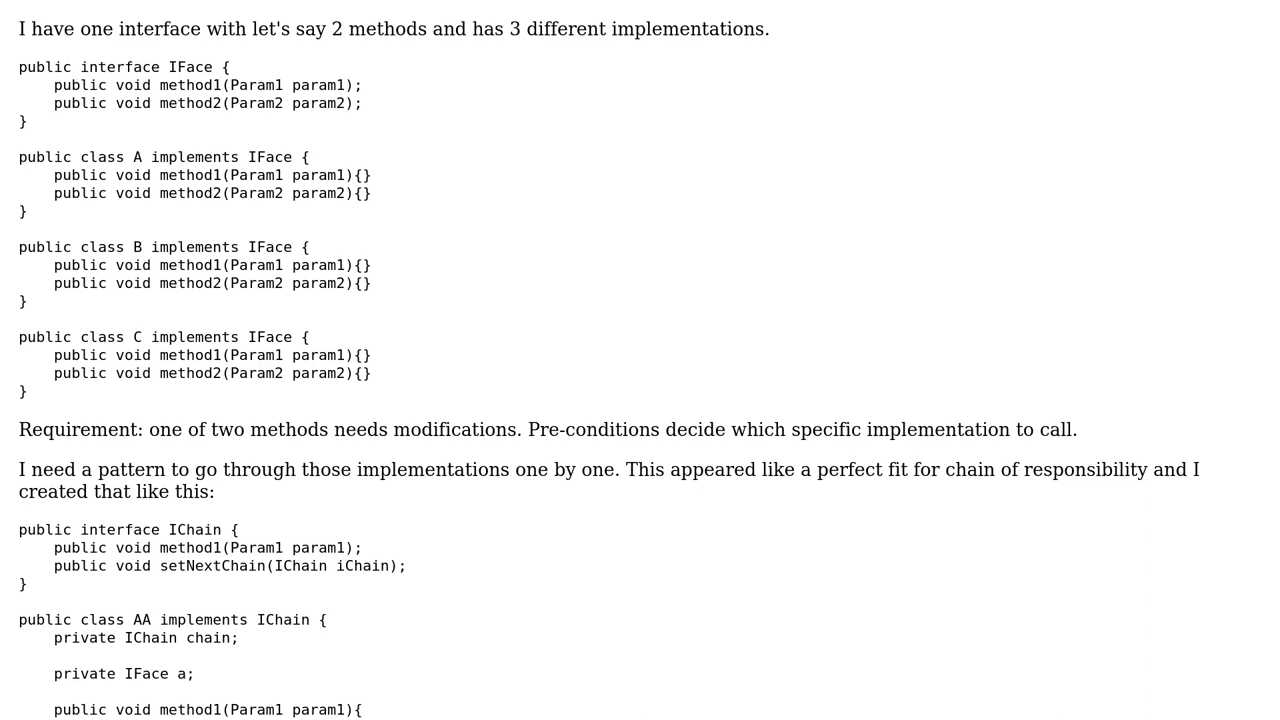 I have one interface with let's say 2 methods and has 3 different implementations.
public interface IFace {
    public void method1(Param1 param1);
    public void method2(Param2 param2);
}
public class A implements IFace {
    public void method1(Param1 param1){}
    public void method2(Param2 param2){}
}
public class B implements IFace {
    public void method1(Param1 param1){}
    public void method2(Param2 param2){}
}
public class C implements IFace {
    public void method1(Param1 param1){}
    public void method2(Param2 param2){}
}
Requirement: one of two methods needs modifications. Pre-conditions decide which specific implementation to call.
I need a pattern to go through those implementations one by one. This appeared like a perfect fit for chain of responsibility and I
created that like this:
public interface IChain {
    public void method1(Param1 param1);
    public void setNextChain(IChain iChain);
}
public class AA implements IChain {
    private IChain chain;
    private IFace a;
    public void method1(Param1 param1){